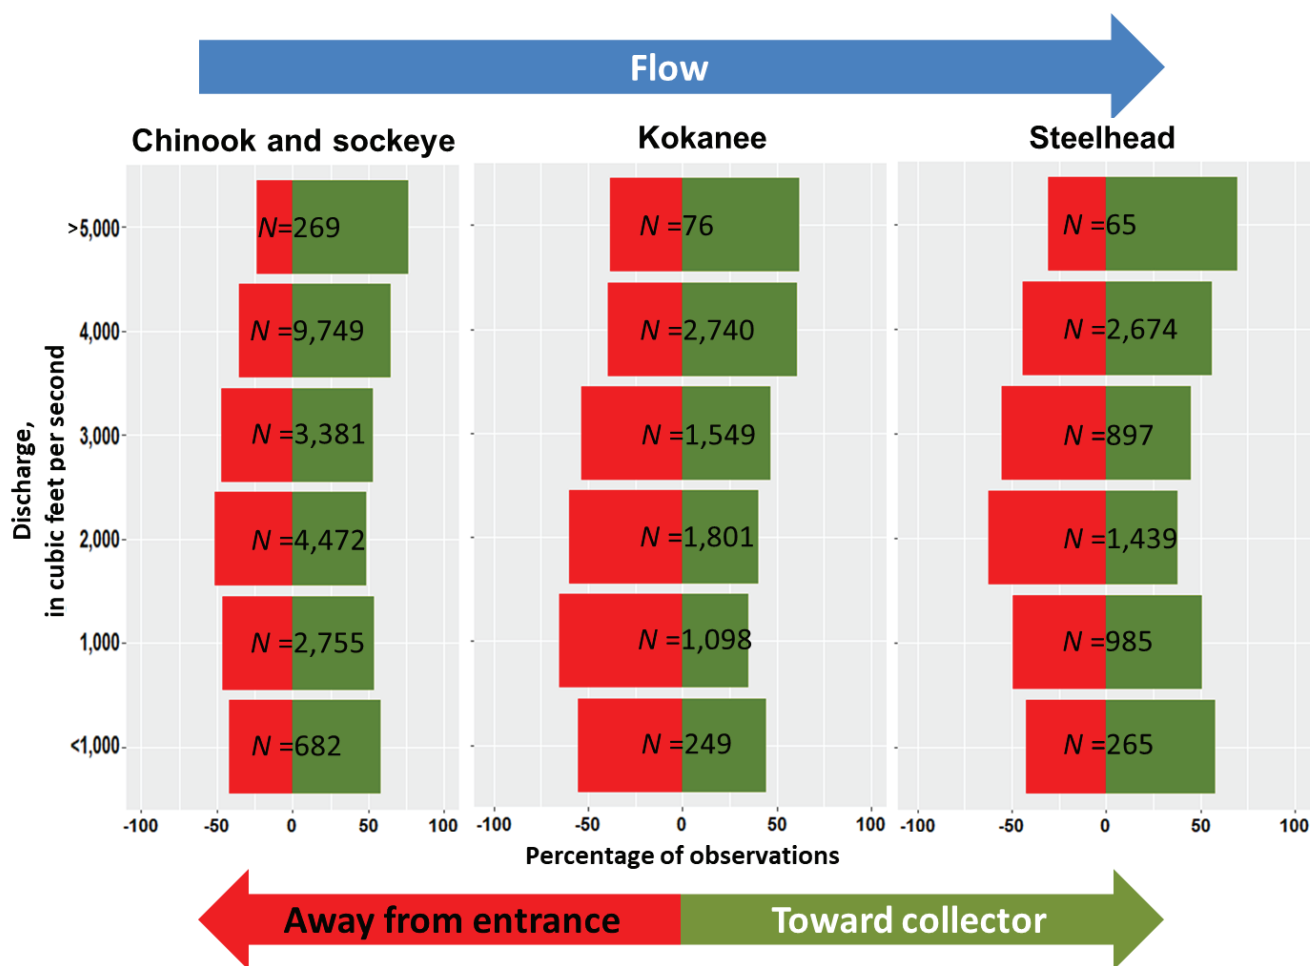 Flow
Chinook and sockeye
Kokanee
Steelhead
Discharge,
in cubic feet per second
>5,000
N=269
N =76
N =65
4,000
N =9,749
N =2,740
N =2,674
3,000
N =3,381
N =1,549
N =897
2,000
N =4,472
N =1,801
N =1,439
1,000
N =2,755
N =1,098
N =985
<1,000
N =682
N =249
N =265
-100 -50 0 50 100
-100 -50 0 50 100
-100 -50 0 50 100
Percentage of observations
Away from entrance
Toward collector